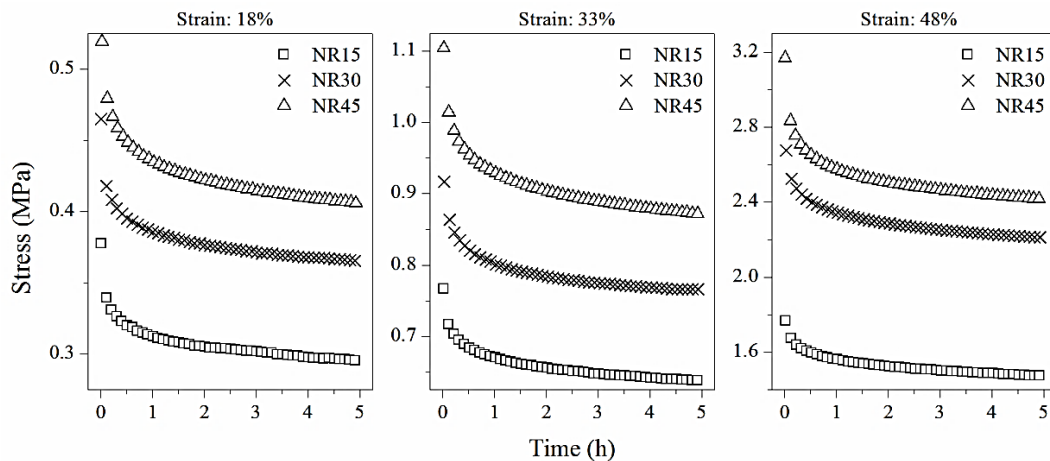 Strain: 18%
Strain: 33%
Strain: 48%
Stress (MPa)
0.5
0.4
0.3
NR15
NR30
NR45
0 1 2 3 4 5
1.1
1.0
0.9
0.8
0.7
NR15
NR30
NR45
0 1 2 3 4 5
3.2
2.8
2.4
2.0
1.6
NR15
NR30
NR45
0 1 2 3 4 5
Time (h)